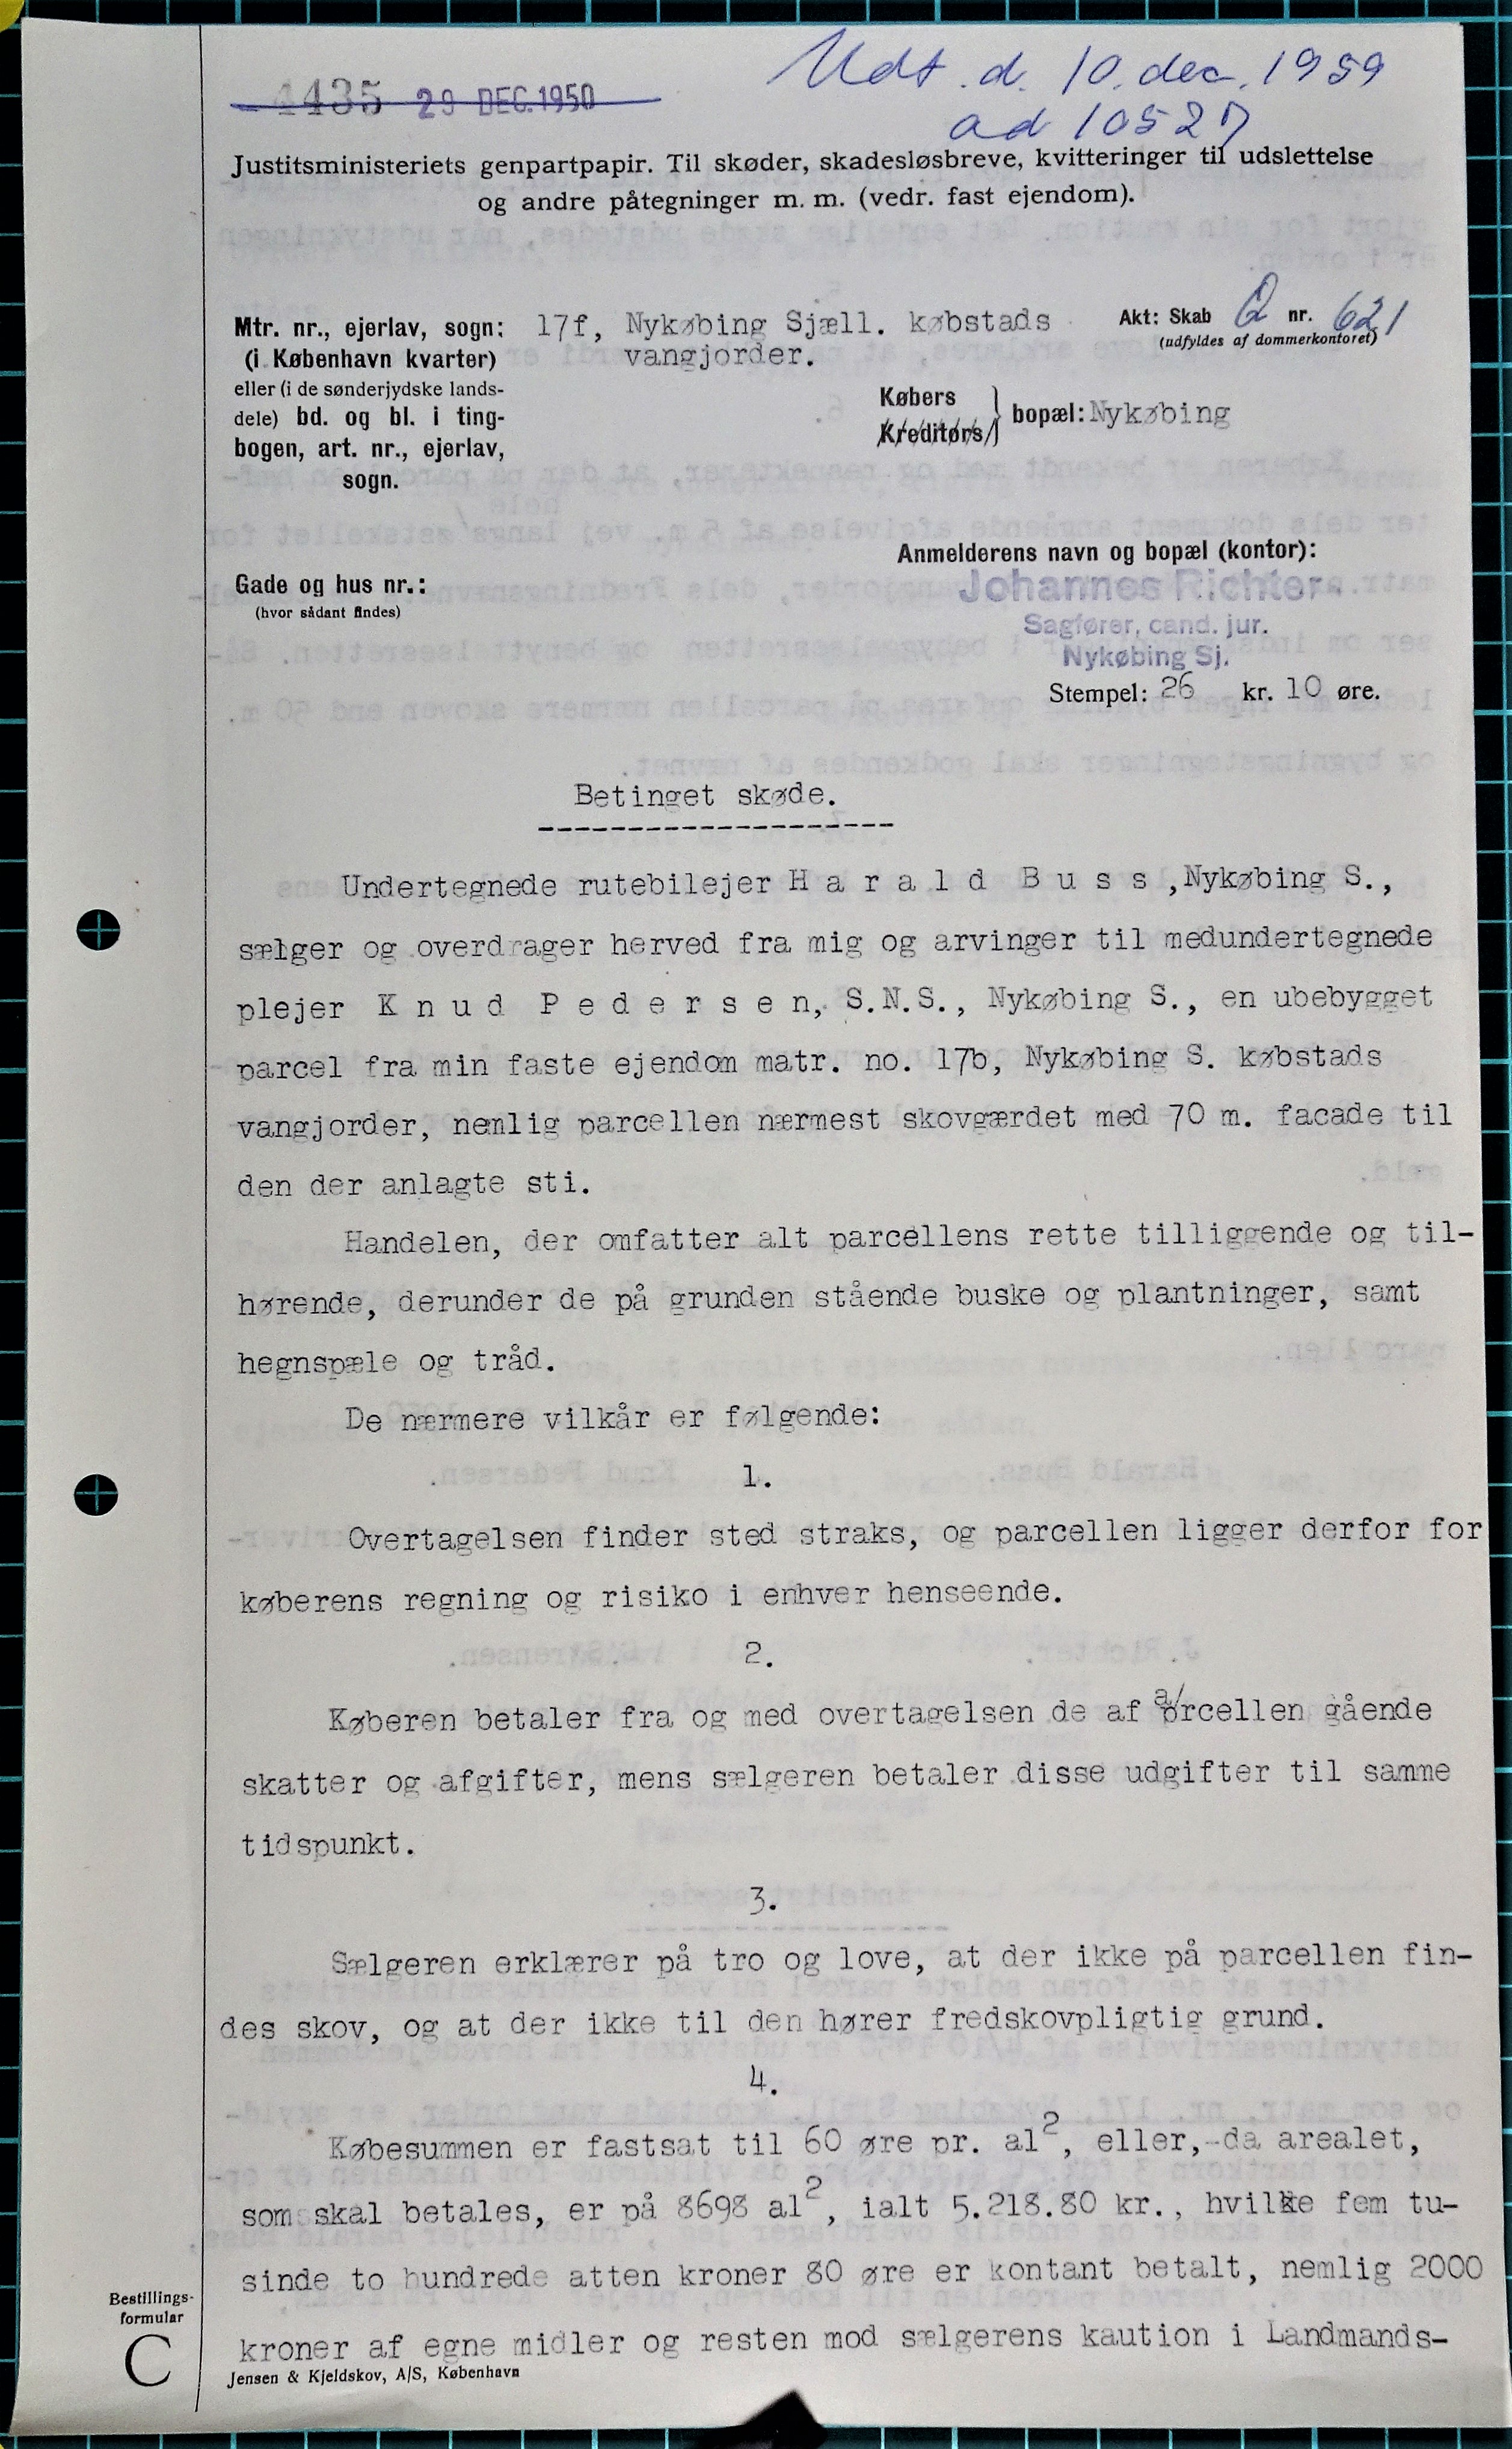 Udt. d. 10. dec. 1959
4435 29 DEC. 1950
ad 10527
Justitsministeriets genpartpapir. Til skøder, skadesløsbreve, kvitteringer til udslettelse
og andre påtegninger m. m. (vedr. fast ejendom).
Mtr. nr., ejerlav, sogn: 17f, Nykøbing Sjæll. købstads Akt: Skab Q nr. 621
(i København kvarter) vangjorder. (udfyldes af dommerkontoret)
eller (i de sønderjydske lands-
dele) bd. og bl. i ting-
bogen, art. nr., ejerlav,
sogn.
Købers
Kreditors
bopæl: Nykøbing
Gade og hus nr.:
(hvor sådant findes)
Anmelderens navn og bopæl (kontor):
Johannes Richter
Sagfører, cand. jur.
Nykøbing Sj.
Stempel: 26 kr. 10 øre.
Betinget skøde.
--------------------
Undertegnede rutebilejer H a r a l d B u s s ,Nykøbing S.,
sælger og overdrager herved fra mig og arvinger til medundertegnede
plejer K n u d P e d e r s e n, S.N.S., Nykøbing S., en ubebygget
parcel fra min faste ejendom matr. no. 17b, Nykøbing S. købstads
vangjorder, nemlig parcellen nærmest skovgærdet med 70 m. facade til
den der anlagte sti.
Handelen, der omfatter alt parcellens rette tilliggende og til-
hørende, derunder de på grunden stående buske og plantninger, samt
hegnspæle og tråd.
De nærmere vilkår er følgende:
1.
Overtagelsen finder sted straks, og parcellen ligger derfor for
køberens regning og risiko i enhver henseende.
2.
Køberen betaler fra og med overtagelsen de af a/ prcellen gående
skatter og afgifter, mens sælgeren betaler disse udgifter til samme
tidspunkt.
3.
Sælgeren erklærer på tro og love, at der ikke på parcellen fin-
des skov, og at der ikke til den hører fredskovpligtig grund.
4.
Købesummen er fastsat til 60 øre pr. al², eller,-da arealet,
som skal betales, er på 8698 al², ialt 5.218.80 kr., hvilke fem tu-
sinde to hundrede atten kroner 80 øre er kontant betalt, nemlig 2000
kroner af egne midler og resten mod sælgerens kaution i Landmands-
Bestillings-
formular
C
Jensen & Kjeldskov, A/S, København